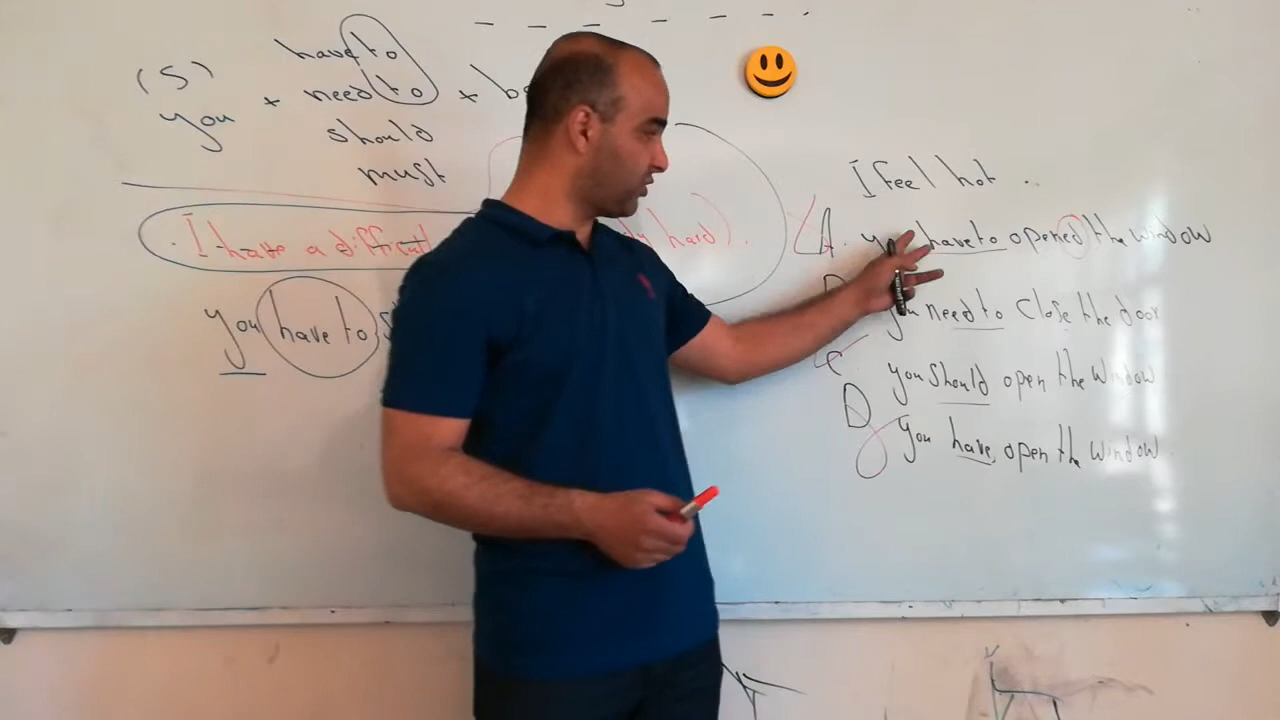 have to
(S)
you + need to +
should
must
I feel hot ..
. I have a difficult hard).
A. you have to opened the window
you have to
you need to close the door
C you should open the window
D you have open the window